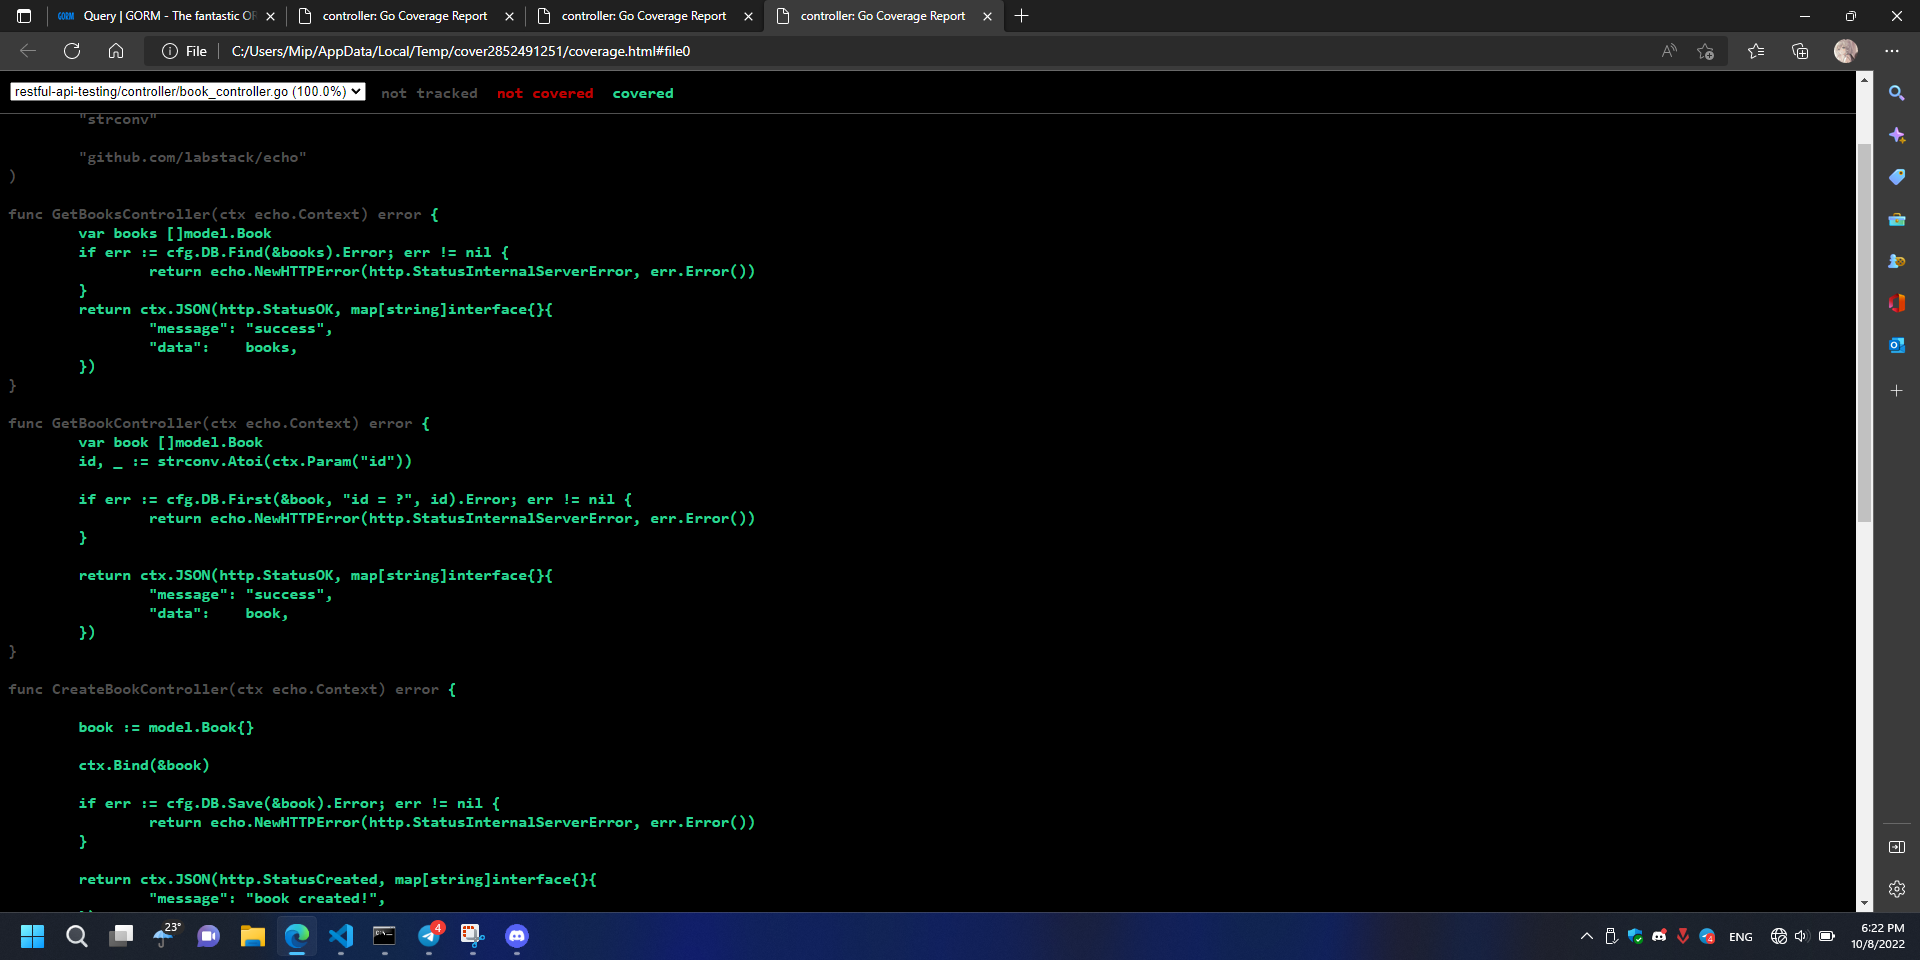 Query | GORM - The fantastic OR
controller: Go Coverage Report
controller: Go Coverage Report
controller: Go Coverage Report
File
C:/Users/Mip/AppData/Local/Temp/cover2852491251/coverage.html#file0
restful-api-testing/controller/book_controller.go (100.0%)
not tracked not covered covered
"strconv"
"github.com/labstack/echo"
)
func GetBooksController(ctx echo.Context) error {
var books []model.Book
if err := cfg.DB.Find(&books).Error; err != nil {
return echo.NewHTTPError(http.StatusInternalServerError, err.Error())
}
return ctx.JSON(http.StatusOK, map[string]interface{}{
"message": "success",
"data": books,
})
}
func GetBookController(ctx echo.Context) error {
var book []model.Book
id, _ := strconv.Atoi(ctx.Param("id"))
if err := cfg.DB.First(&book, "id = ?", id).Error; err != nil {
return echo.NewHTTPError(http.StatusInternalServerError, err.Error())
}
return ctx.JSON(http.StatusOK, map[string]interface{}{
"message": "success",
"data": book,
})
}
func CreateBookController(ctx echo.Context) error {
book := model.Book{}
ctx.Bind(&book)
if err := cfg.DB.Save(&book).Error; err != nil {
return echo.NewHTTPError(http.StatusInternalServerError, err.Error())
}
return ctx.JSON(http.StatusCreated, map[string]interface{}{
"message": "book created!",
23°
4
4
ENG
6:22 PM
10/8/2022